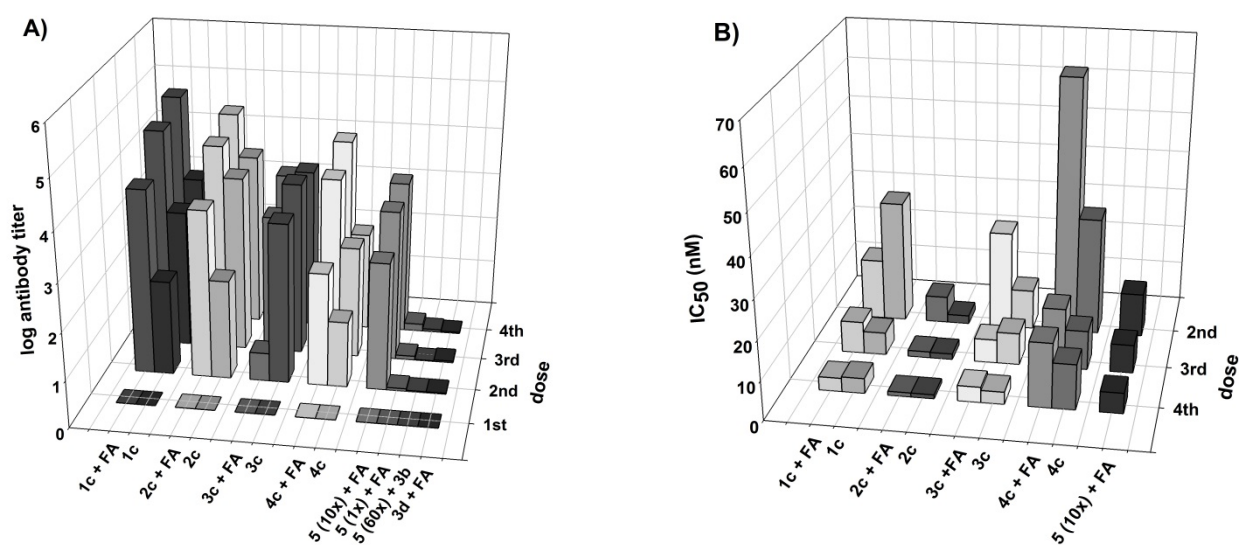 A)
6
5
4
3
2
1
0
log antibody titer
4th
3rd
2nd
1st
dose
1c + FA
1c
2c + FA
2c
3c + FA
3c
4c + FA
4c
5 (10x) + FA
5 (1x) + FA
5 (60x) + 3b
3d + FA
B)
70
60
50
40
30
20
10
0
IC50 (nM)
2nd
3rd
4th
dose
1c + FA
1c
2c + FA
2c
3c +FA
3c
4c + FA
4c
5 (10x) + FA